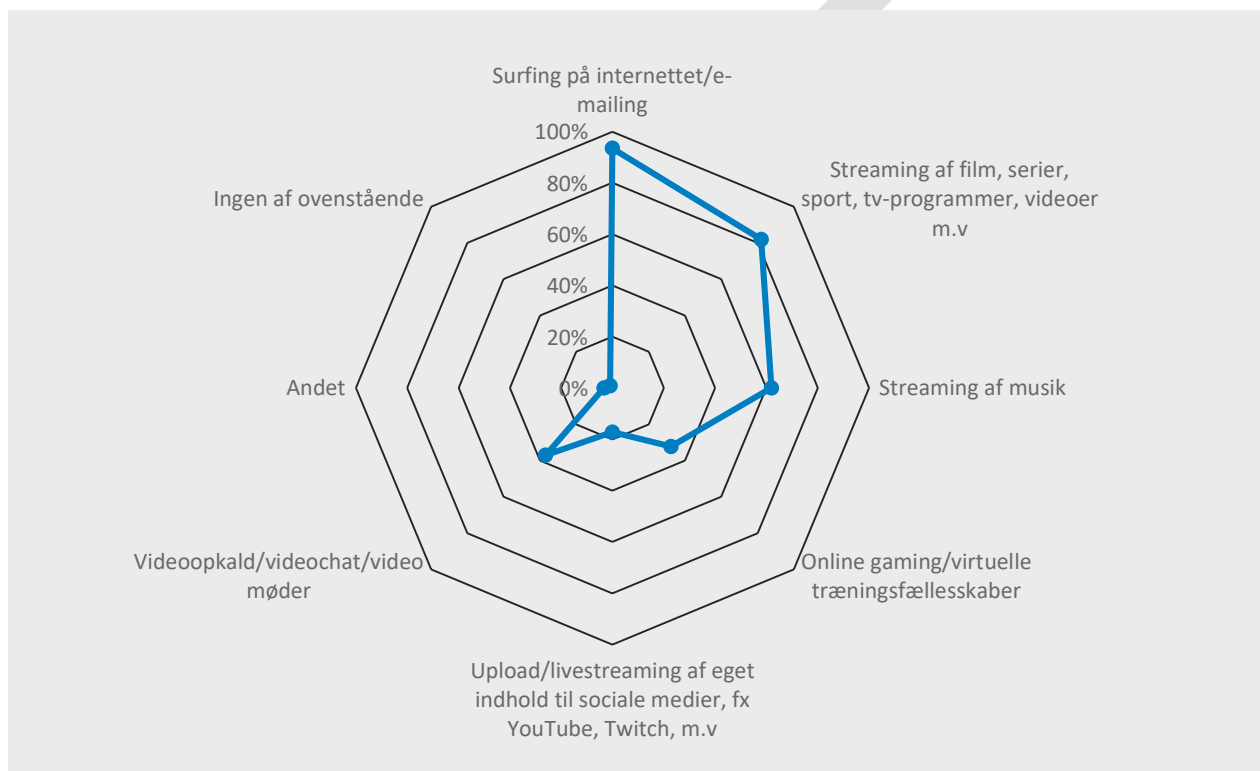 Surfing på internettet/e-
mailing
100%
Streaming af film, serier,
sport, tv-programmer, videoer
m.v
80%
Ingen af ovenstående
60%
40%
20%
0%
Andet
Streaming af musik
Videoopkald/videochat/video
møder
Online gaming/virtuelle
træningsfællesskaber
Upload/livestreaming af eget
indhold til sociale medier, fx
YouTube, Twitch, m.v